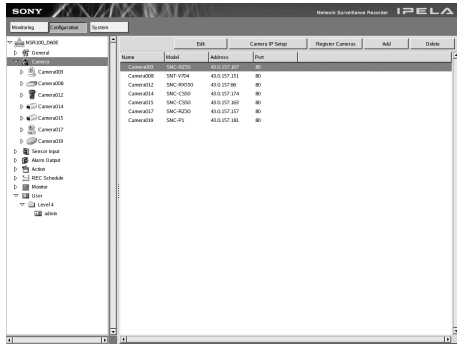 SONY
Network Surveillance Recorder IPELA
Monitoring Configuration System
NSR100_D60E
General
Camera
Camera003
Camera008
Camera012
Camera014
Camera015
Camera017
Camera019
Sensor Input
Alarm Output
Action
REC Schedule
Monitor
User
Level 4
admin
Edit Camera IP Setup Register Cameras Add Delete
Name Model Address Port
Camera003 SNC-RZ50 43.0.157.167 80
Camera008 SNT-V704 43.0.157.151 80
Camera012 SNC-RX550 43.0.157.66 80
Camera014 SNC-CS50 43.0.157.174 80
Camera015 SNC-CS50 43.0.157.163 80
Camera017 SNC-RZ30 43.0.157.157 80
Camera019 SNC-P1 43.0.157.181 80